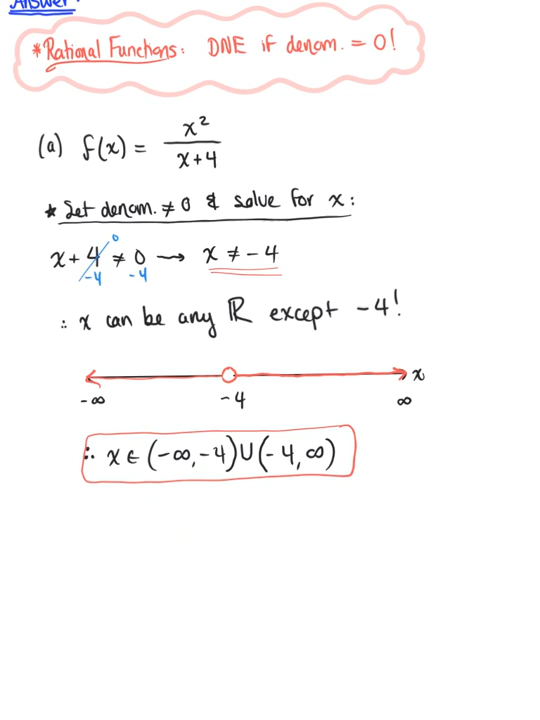 Answer:
*Rational Functions: DNE if denom. = 0!
(a) f(x) = x² / x+4
* Set denom. ≠ 0 & solve for x:
x + 4 ≠ 0 → x ≠ -4
0
-4 -4
∴ x can be any ℝ except -4!
x
-∞ -4 ∞
∴ x ∈ (-∞, -4) ∪ (-4, ∞)